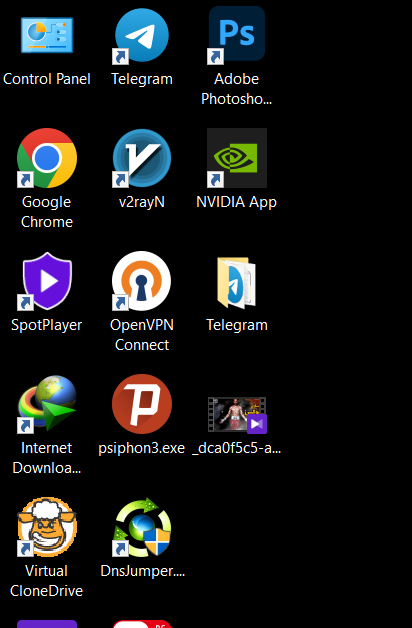 Control Panel
Telegram
Adobe
Photosho...
Google
Chrome
v2rayN
NVIDIA App
SpotPlayer
OpenVPN
Connect
Telegram
Internet
Downloa...
psiphon3.exe
_dca0f5c5-a...
Virtual
CloneDrive
DnsJumper....